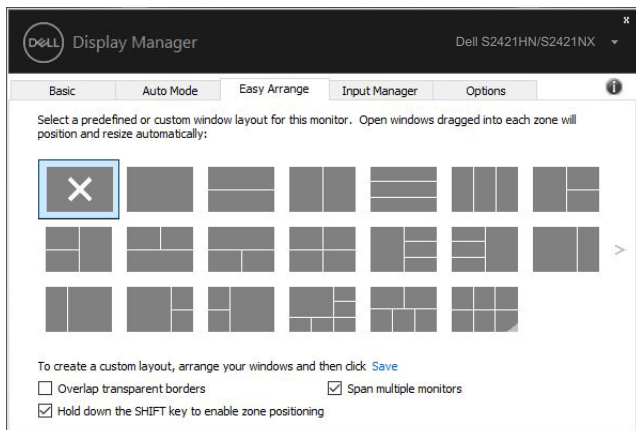 x
DELL Display Manager Dell S2421HN/S2421NX
Basic Auto Mode Easy Arrange Input Manager Options i
Select a predefined or custom window layout for this monitor. Open windows dragged into each zone will
position and resize automatically:
>
To create a custom layout, arrange your windows and then click Save
Overlap transparent borders Span multiple monitors
Hold down the SHIFT key to enable zone positioning